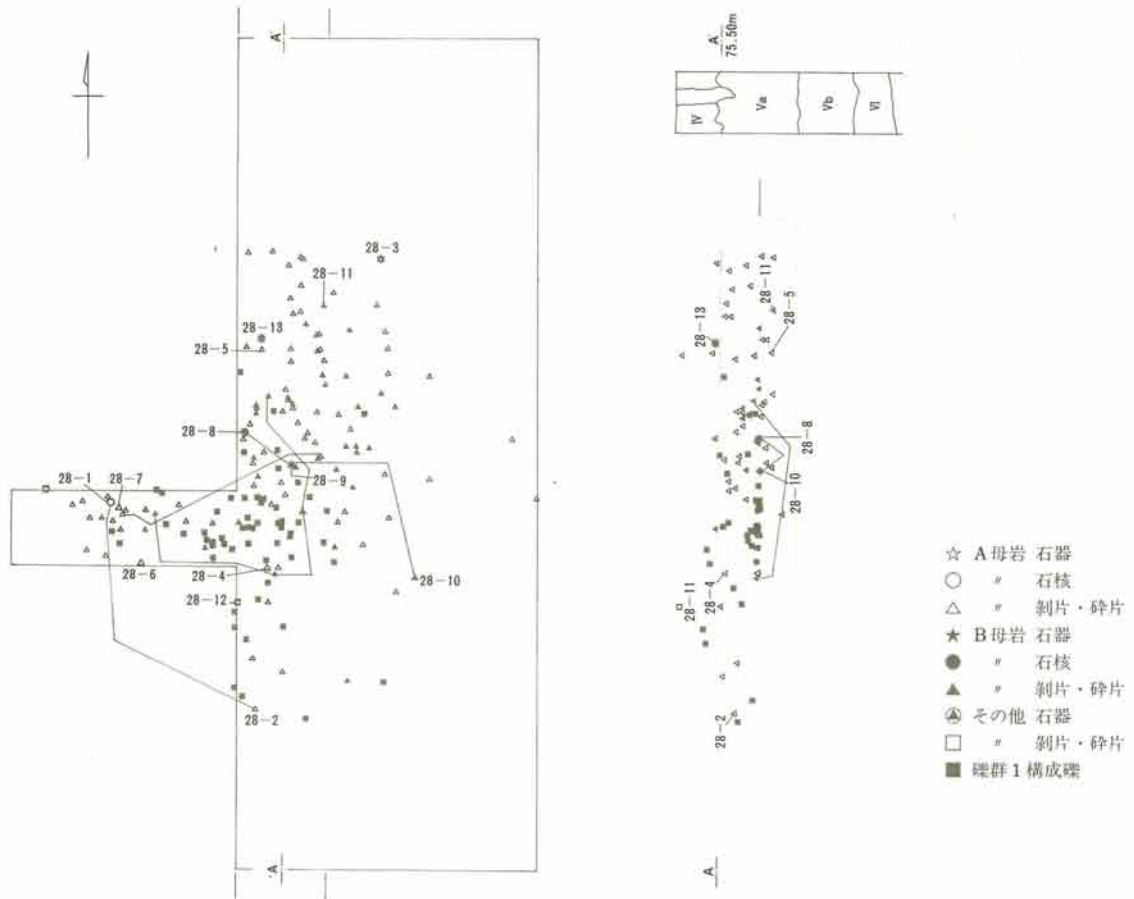 A'
A'
75.50m
IV
Va
Vb
VI
28-3
28-11
28-13
28-5
28-8
28-1
28-7
28-9
28-6
28-4
28-10
28-12
28-2
A
28-11
28-5
28-13
28-8
28-10
28-4
28-11
28-2
A
☆ A母岩 石器
○ 〃 石核
△ 〃 剝片・砕片
★ B母岩 石器
● 〃 石核
▲ 〃 剝片・砕片
その他 石器
□ 〃 剝片・砕片
■ 礫群1構成礫